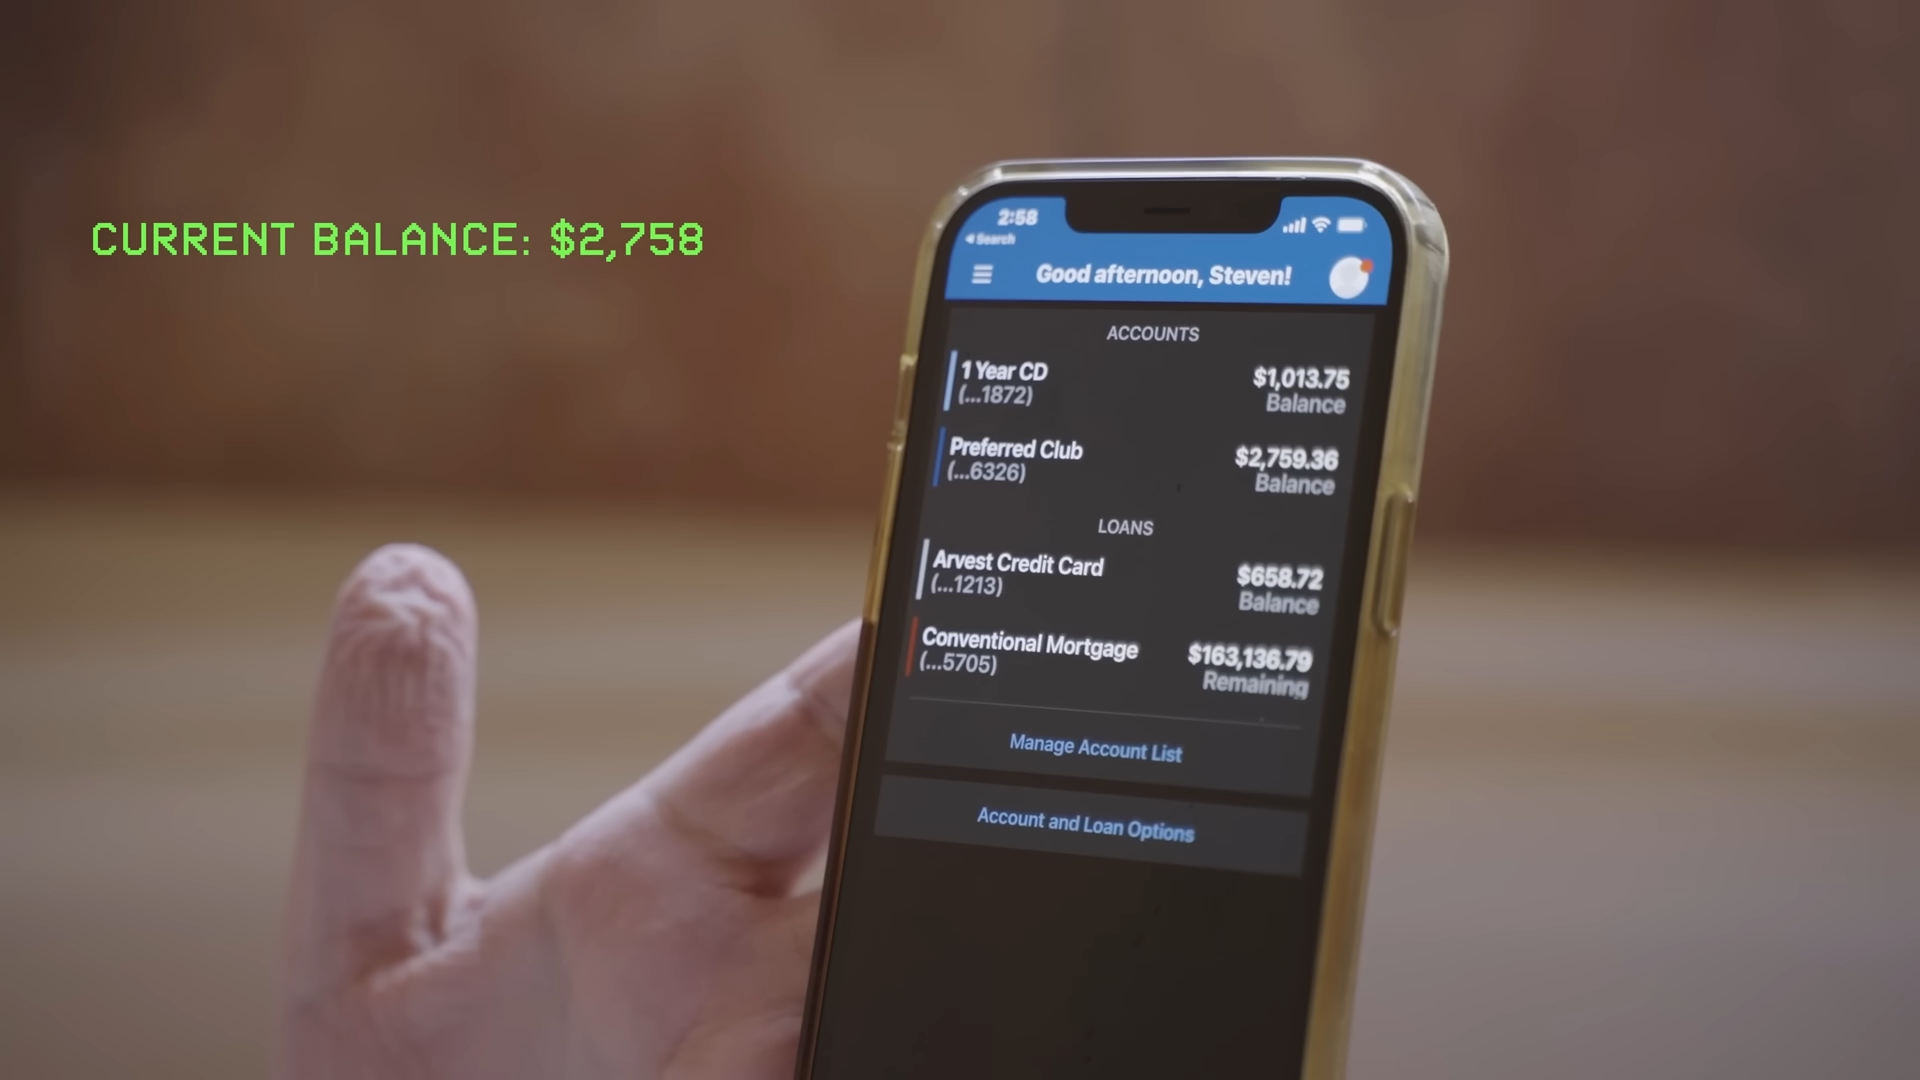 CURRENT BALANCE: $2,758
2:58
Search
Good afternoon, Steven!
ACCOUNTS
1 Year CD
(...1872)
$1,013.75
Balance
Preferred Club
(...6326)
$2,759.36
Balance
LOANS
Arvest Credit Card
(...1213)
$658.72
Balance
Conventional Mortgage
(...5705)
$163,136.79
Remaining
Manage Account List
Account and Loan Options